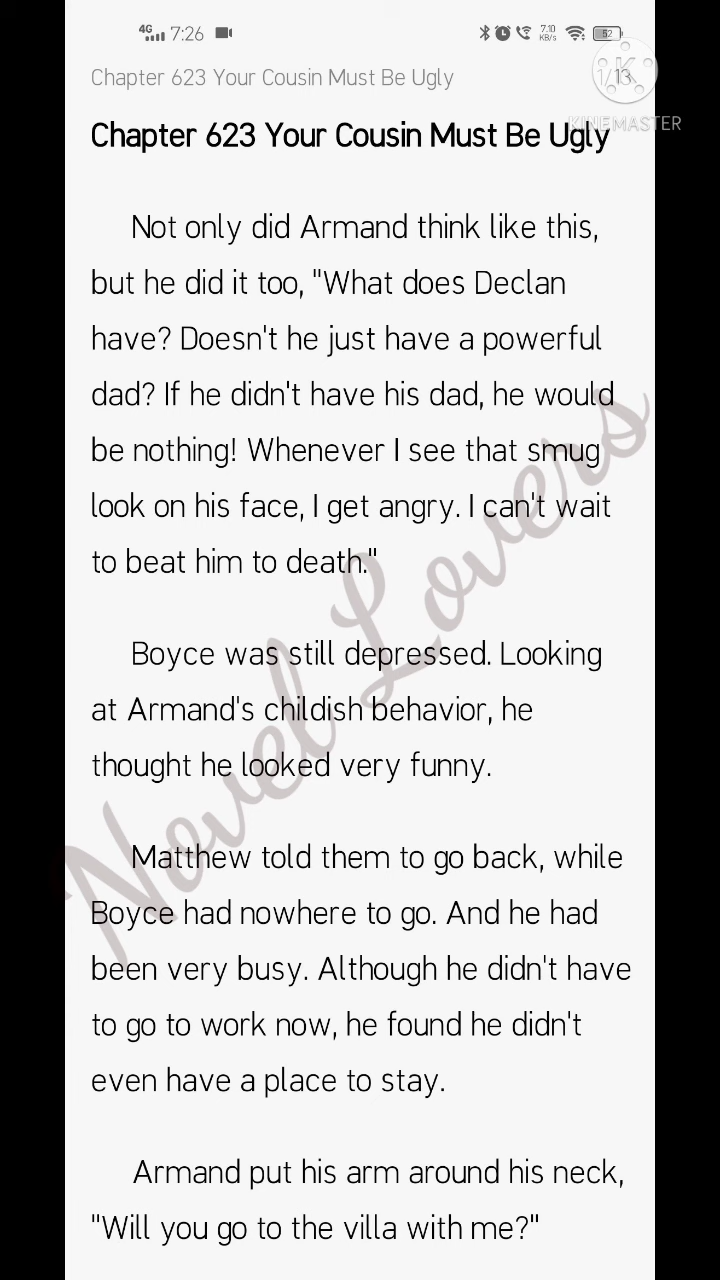 4G 7:26 7.10 KB/s 52
Chapter 623 Your Cousin Must Be Ugly 1/13
KINEMASTER
Chapter 623 Your Cousin Must Be Ugly
Not only did Armand think like this,
but he did it too, "What does Declan
have? Doesn't he just have a powerful
dad? If he didn't have his dad, he would
be nothing! Whenever I see that smug
look on his face, I get angry. I can't wait
to beat him to death."
Boyce was still depressed. Looking
at Armand's childish behavior, he
thought he looked very funny.
Matthew told them to go back, while
Boyce had nowhere to go. And he had
been very busy. Although he didn't have
to go to work now, he found he didn't
even have a place to stay.
Armand put his arm around his neck,
"Will you go to the villa with me?"
Novel Lovers